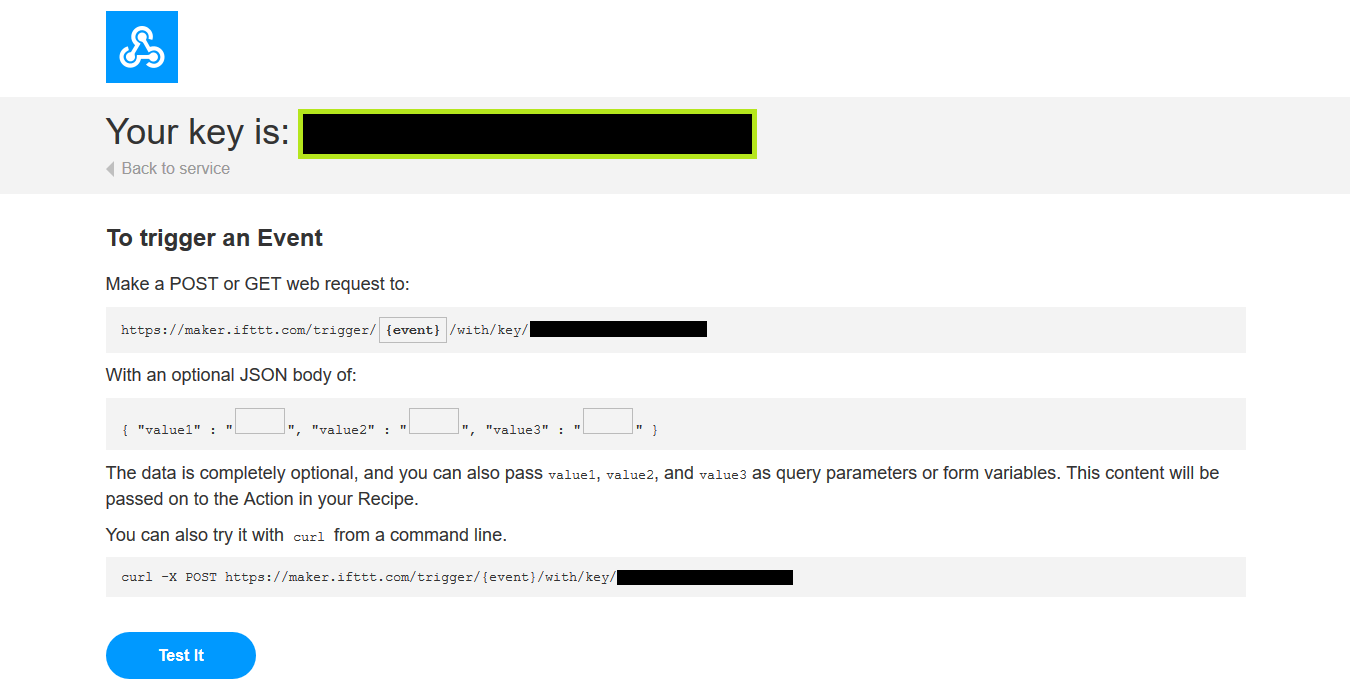 Your key is:
Back to service
To trigger an Event
Make a POST or GET web request to:
https://maker.ifttt.com/trigger/ {event} /with/key/
With an optional JSON body of:
{ "value1" : " ", "value2" : " ", "value3" : " " }
The data is completely optional, and you can also pass value1, value2, and value3 as query parameters or form variables. This content will be
passed on to the Action in your Recipe.
You can also try it with curl from a command line.
curl -X POST https://maker.ifttt.com/trigger/{event}/with/key/
Test It